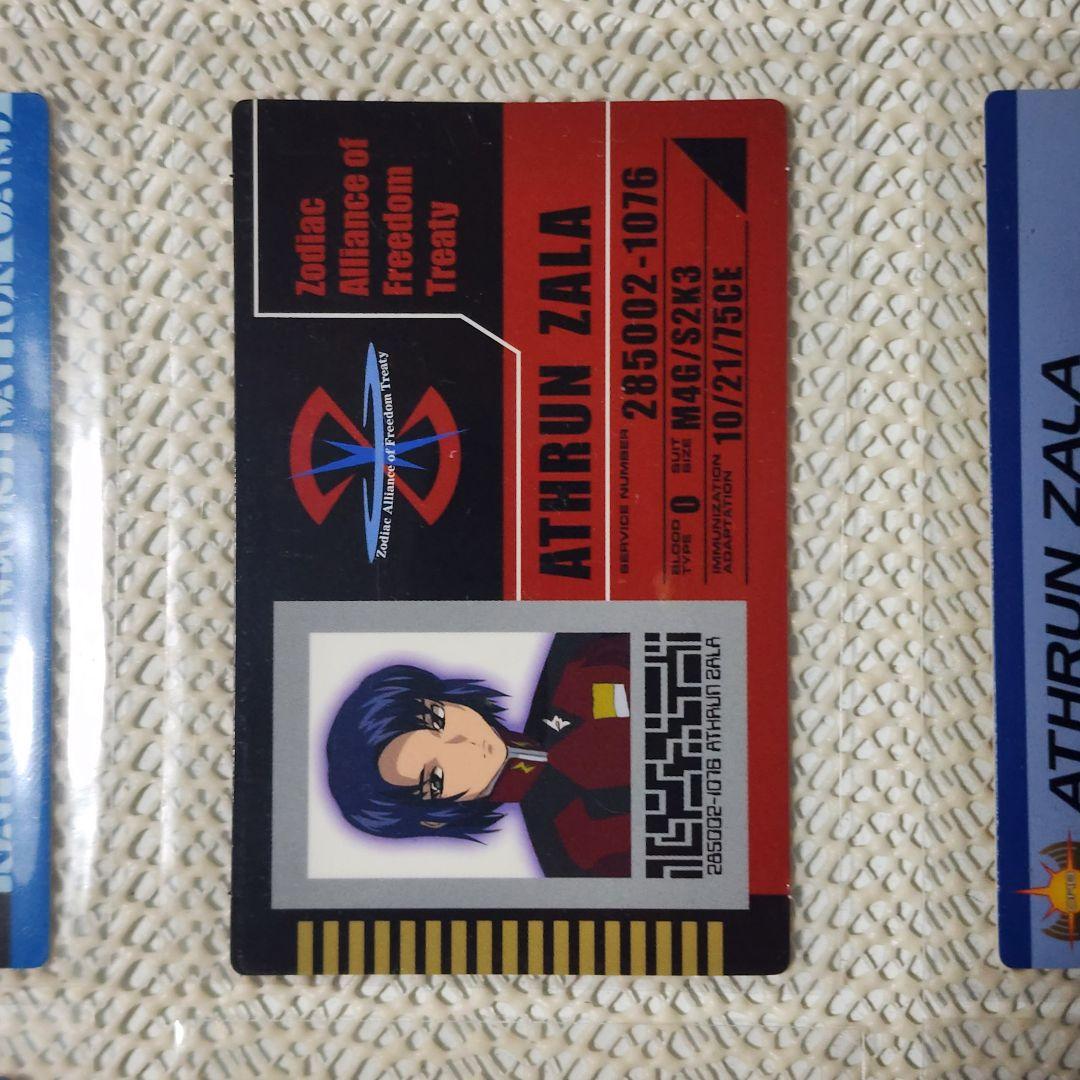 Zodiac
Alliance of
Freedom
Treaty
Zodiac Alliance of Freedom Treaty
ATHRUN ZALA
SERVICE NUMBER 285002-1076
BLOOD TYPE O SUIT SIZE M4G/S2K3
IMMUNIZATION ADAPTATION 10/21/75CE
285002-1076 ATHRUN ZALA
ATHRUN ZALA